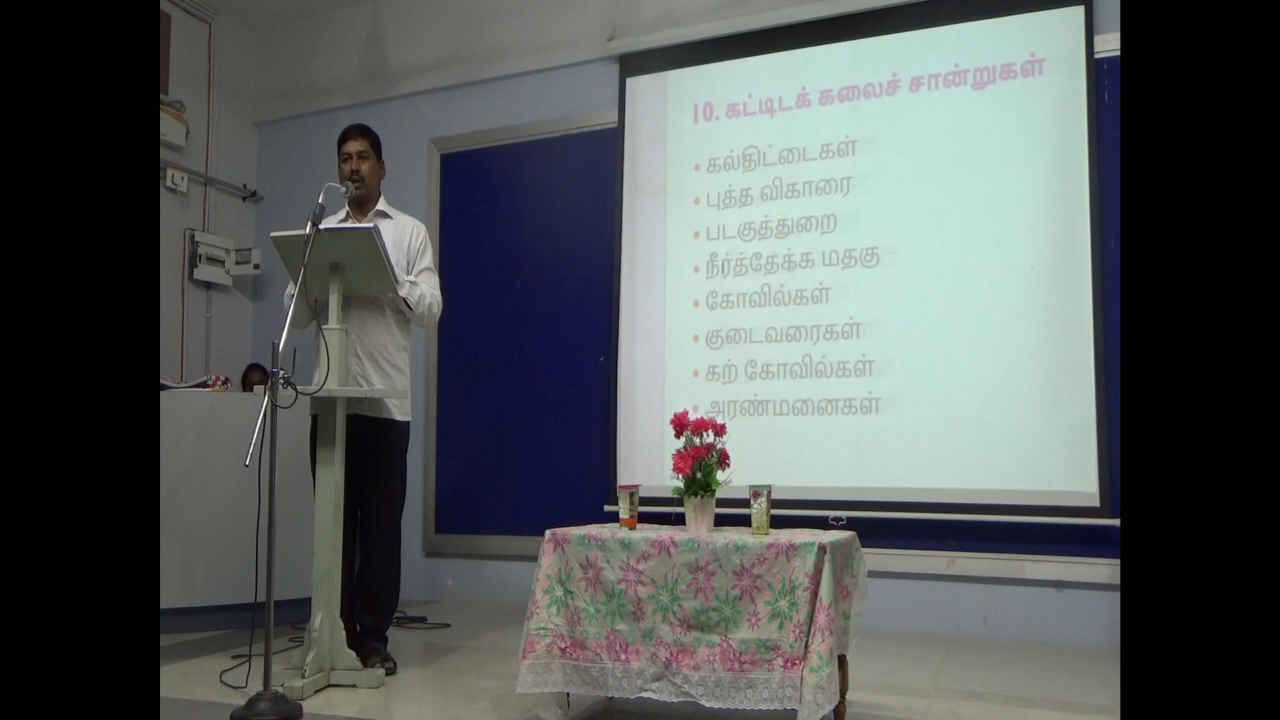 10. கட்டிடக் கலைச் சான்றுகள்
• கல்திட்டைகள்
• புத்த விகாரை
• படகுத்துறை
• நீர்த்தேக்க மதகு
• கோவில்கள்
• குடைவரைகள்
• கற் கோவில்கள்
• அரண்மனைகள்